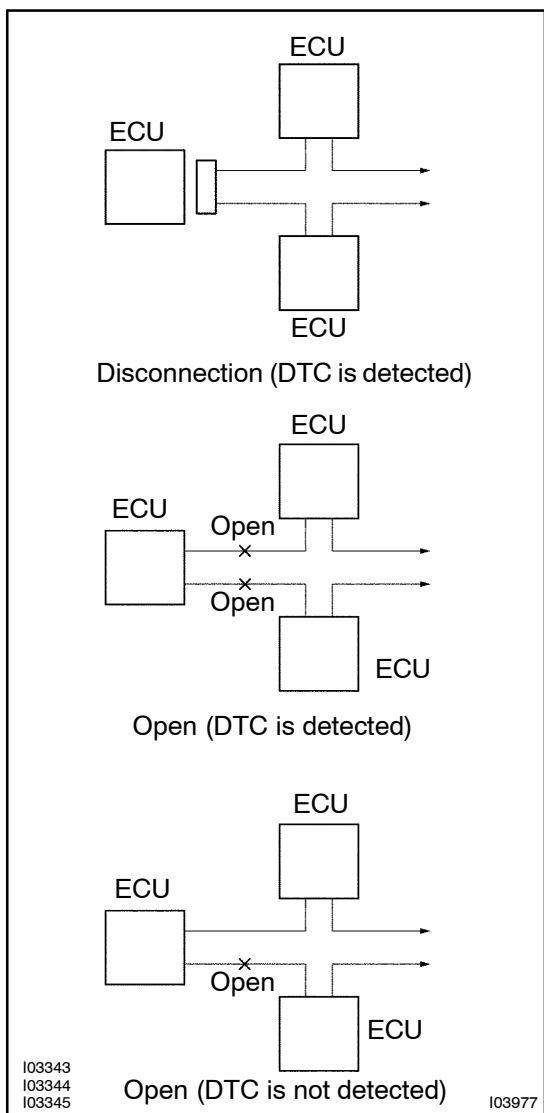 ECU
ECU
ECU
Disconnection (DTC is detected)
ECU
ECU
Open
Open
ECU
Open (DTC is detected)
ECU
ECU
Open
ECU
Open (DTC is not detected)
I03343
I03344
I03345
I03977